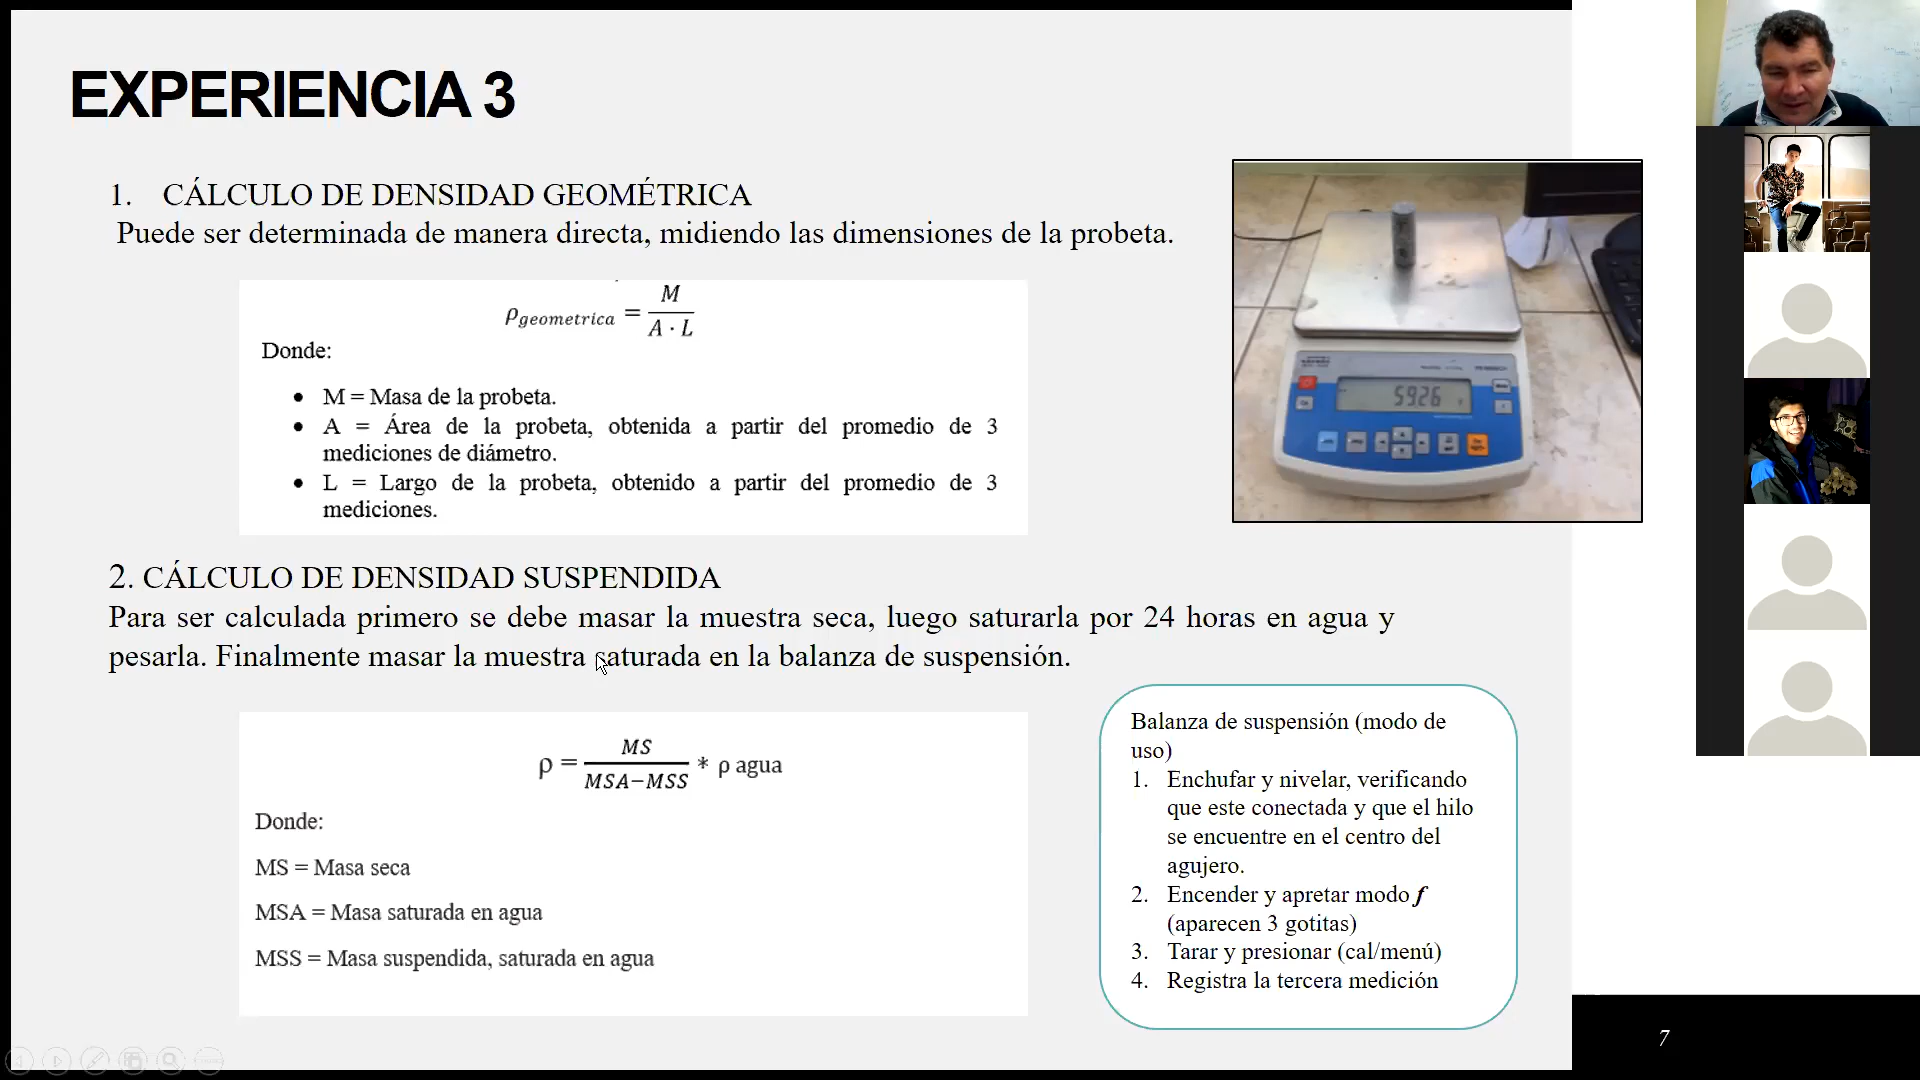 EXPERIENCIA 3
1. CÁLCULO DE DENSIDAD GEOMÉTRICA
Puede ser determinada de manera directa, midiendo las dimensiones de la probeta.
ρgeometrica = M / A · L
Donde:
• M = Masa de la probeta.
• A = Área de la probeta, obtenida a partir del promedio de 3
mediciones de diámetro.
• L = Largo de la probeta, obtenido a partir del promedio de 3
mediciones.
5926
2. CÁLCULO DE DENSIDAD SUSPENDIDA
Para ser calculada primero se debe masar la muestra seca, luego saturarla por 24 horas en agua y
pesarla. Finalmente masar la muestra saturada en la balanza de suspensión.
ρ = MS / MSA−MSS * ρ agua
Donde:
MS = Masa seca
MSA = Masa saturada en agua
MSS = Masa suspendida, saturada en agua
Balanza de suspensión (modo de
uso)
1. Enchufar y nivelar, verificando
que este conectada y que el hilo
se encuentre en el centro del
agujero.
2. Encender y apretar modo f
(aparecen 3 gotitas)
3. Tarar y presionar (cal/menú)
4. Registra la tercera medición
7